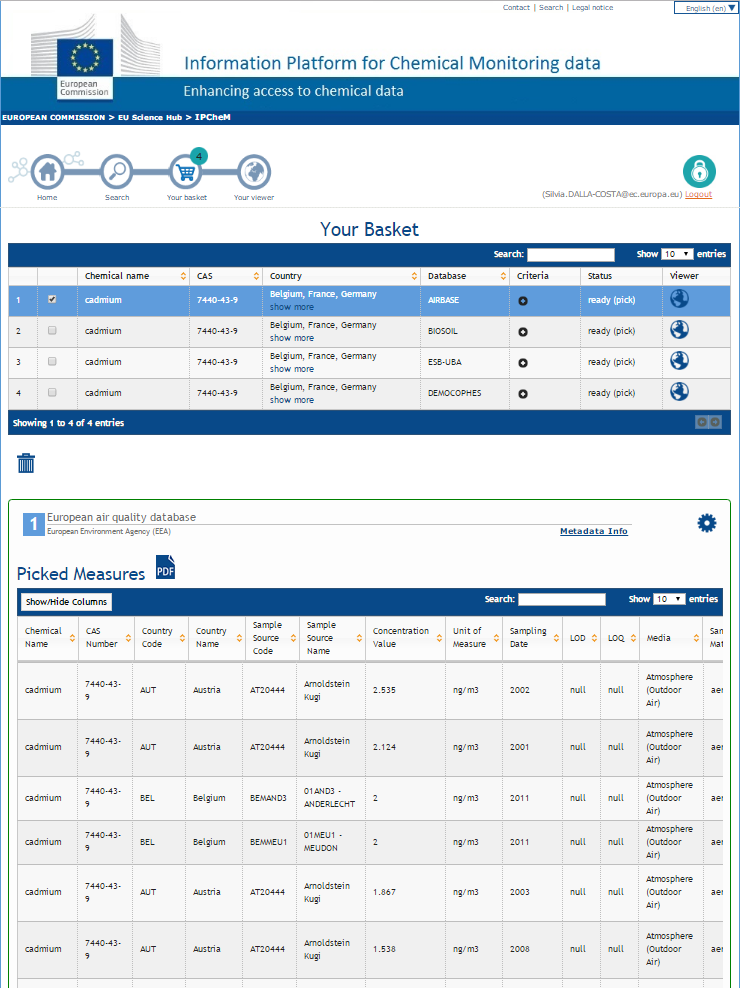 Contact | Search | Legal notice
English (en)
European
Commission
Information Platform for Chemical Monitoring data
Enhancing access to chemical data
EUROPEAN COMMISSION > EU Science Hub > IPCheM
4
Home
Search
Your basket
Your viewer
(Silvia.DALLA-COSTA@ec.europa.eu) Logout
Your Basket
Search:
Show 10 entries
Chemical name CAS Country Database Criteria Status Viewer
1 cadmium 7440-43-9 Belgium, France, Germany show more AIRBASE ready (pick)
2 cadmium 7440-43-9 Belgium, France, Germany show more BIOSOIL ready (pick)
3 cadmium 7440-43-9 Belgium, France, Germany show more ESB-UBA ready (pick)
4 cadmium 7440-43-9 Belgium, France, Germany show more DEMOCOPHES ready (pick)
Showing 1 to 4 of 4 entries
1 European air quality database
European Environment Agency (EEA)
Metadata Info
Picked Measures
PDF
Show/Hide Columns
Search:
Show 10 entries
Chemical Name CAS Number Country Code Country Name Sample Source Code Sample Source Name Concentration Value Unit of Measure Sampling Date LOD LOQ Media
cadmium 7440-43-9 AUT Austria AT20444 Arnoldstein Kugi 2.535 ng/m3 2002 null null Atmosphere (Outdoor Air)
cadmium 7440-43-9 AUT Austria AT20444 Arnoldstein Kugi 2.124 ng/m3 2001 null null Atmosphere (Outdoor Air)
cadmium 7440-43-9 BEL Belgium BEMAND3 01AND3 - ANDERLECHT 2 ng/m3 2011 null null Atmosphere (Outdoor Air)
cadmium 7440-43-9 BEL Belgium BEMMEU1 01MEU1 - MEUDON 2 ng/m3 2011 null null Atmosphere (Outdoor Air)
cadmium 7440-43-9 AUT Austria AT20444 Arnoldstein Kugi 1.867 ng/m3 2003 null null Atmosphere (Outdoor Air)
cadmium 7440-43-9 AUT Austria AT20444 Arnoldstein Kugi 1.538 ng/m3 2008 null null Atmosphere (Outdoor Air)